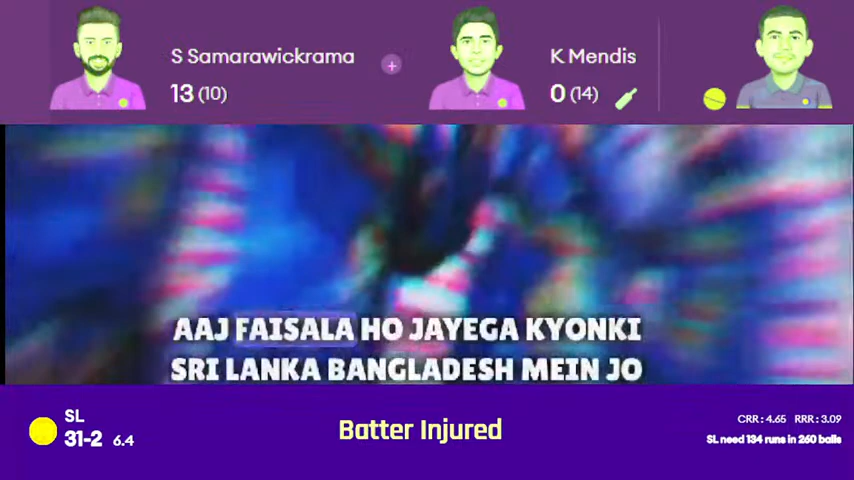 S Samarawickrama
13 (10)
+
K Mendis
0 (14)
AAJ FAISALA HO JAYEGA KYONKI
SRI LANKA BANGLADESH MEIN JO
SL
31-2 6.4
Batter Injured
CRR : 4.65 RRR : 3.09
SL need 134 runs in 260 balls